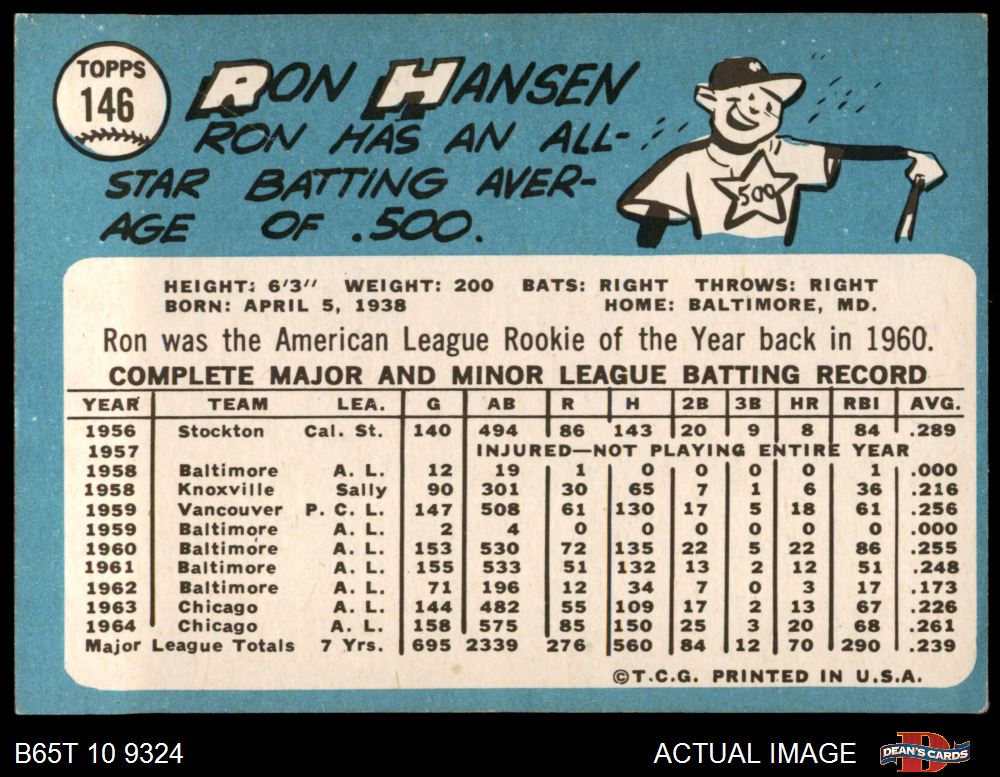 TOPPS
146
RON HANSEN
RON HAS AN ALL-
STAR BATTING AVER-
AGE OF .500.
.500
HEIGHT: 6'3" WEIGHT: 200 BATS: RIGHT THROWS: RIGHT
BORN: APRIL 5, 1938 HOME: BALTIMORE, MD.
Ron was the American League Rookie of the Year back in 1960.
COMPLETE MAJOR AND MINOR LEAGUE BATTING RECORD
YEAR TEAM LEA. G AB R H 2B 3B HR RBI AVG.
1956 Stockton Cal. St. 140 494 86 143 20 9 8 84 .289
1957 INJURED—NOT PLAYING ENTIRE YEAR
1958 Baltimore A. L. 12 19 1 0 0 0 0 1 .000
1958 Knoxville Sally 90 301 30 65 7 1 6 36 .216
1959 Vancouver P. C. L. 147 508 61 130 17 5 18 61 .256
1959 Baltimore A. L. 2 4 0 0 0 0 0 0 .000
1960 Baltimore A. L. 153 530 72 135 22 5 22 86 .255
1961 Baltimore A. L. 155 533 51 132 13 2 12 51 .248
1962 Baltimore A. L. 71 196 12 34 7 0 3 17 .173
1963 Chicago A. L. 144 482 55 109 17 2 13 67 .226
1964 Chicago A. L. 158 575 85 150 25 3 20 68 .261
Major League Totals 7 Yrs. 695 2339 276 560 84 12 70 290 .239
©T.C.G. PRINTED IN U.S.A.
B65T 10 9324 ACTUAL IMAGE
DEAN'S CARDS